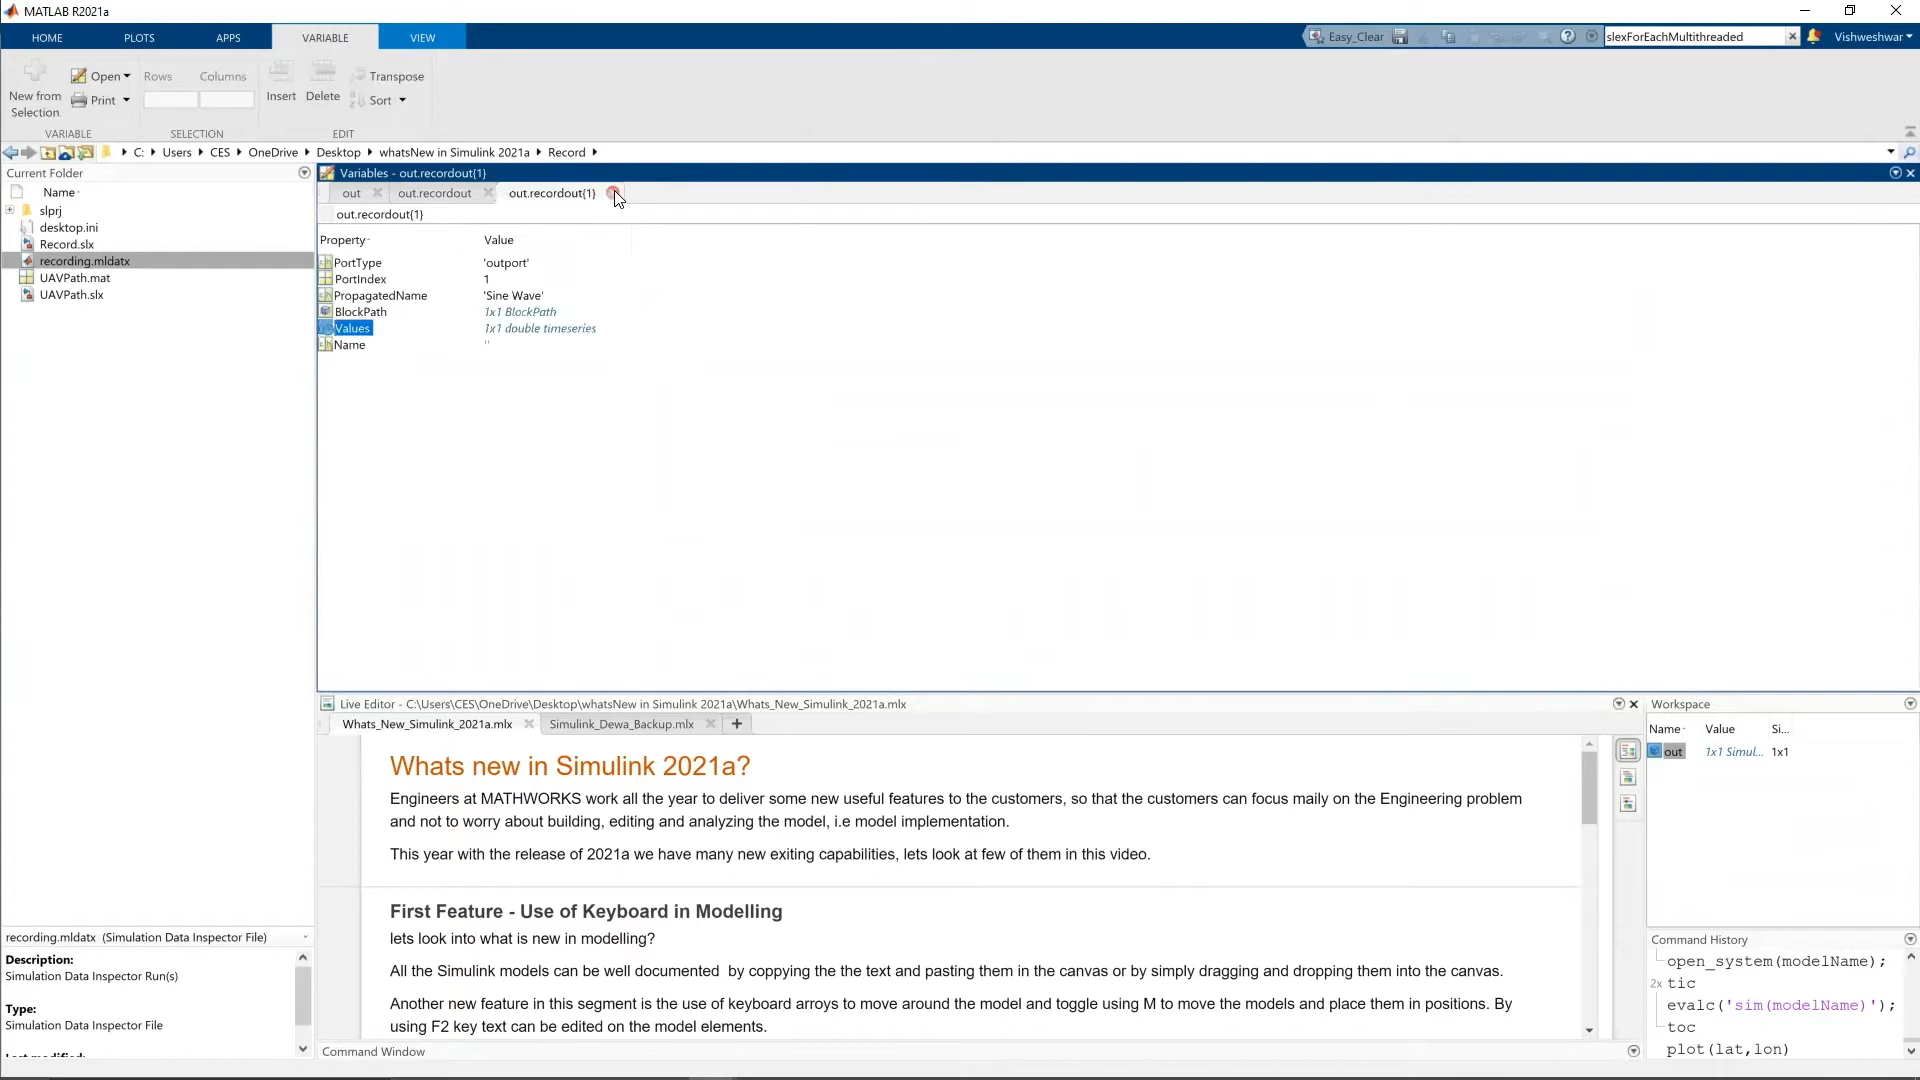 MATLAB R2021a
HOME
PLOTS
APPS
VARIABLE
VIEW
Easy_Clear
slexForEachMultithreaded
Vishweshwar
New from
Selection
Open
Print
Rows
Columns
Insert
Delete
Transpose
Sort
VARIABLE
SELECTION
EDIT
C: Users CES OneDrive Desktop whatsNew in Simulink 2021a Record
Current Folder
Name
slprj
desktop.ini
Record.slx
recording.mldatx
UAVPath.mat
UAVPath.slx
Variables - out.recordout{1}
out
out.recordout
out.recordout{1}
out.recordout{1}
Property Value
PortType 'outport'
PortIndex 1
PropagatedName 'Sine Wave'
BlockPath 1x1 BlockPath
Values 1x1 double timeseries
Name ''
Live Editor - C:\Users\CES\OneDrive\Desktop\whatsNew in Simulink 2021a\Whats_New_Simulink_2021a.mlx
Whats_New_Simulink_2021a.mlx
Simulink_Dewa_Backup.mlx
Whats new in Simulink 2021a?
Engineers at MATHWORKS work all the year to deliver some new useful features to the customers, so that the customers can focus maily on the Engineering problem
and not to worry about building, editing and analyzing the model, i.e model implementation.
This year with the release of 2021a we have many new exiting capabilities, lets look at few of them in this video.
First Feature - Use of Keyboard in Modelling
lets look into what is new in modelling?
All the Simulink models can be well documented by coppying the the text and pasting them in the canvas or by simply dragging and dropping them into the canvas.
Another new feature in this segment is the use of keyboard arroys to move around the model and toggle using M to move the models and place them in positions. By
using F2 key text can be edited on the model elements.
Command Window
Workspace
Name Value Si...
out 1x1 Simul... 1x1
Command History
open_system(modelName);
2x tic
evalc('sim(modelName)');
toc
plot(lat,lon)
recording.mldatx (Simulation Data Inspector File)
Description:
Simulation Data Inspector Run(s)
Type:
Simulation Data Inspector File